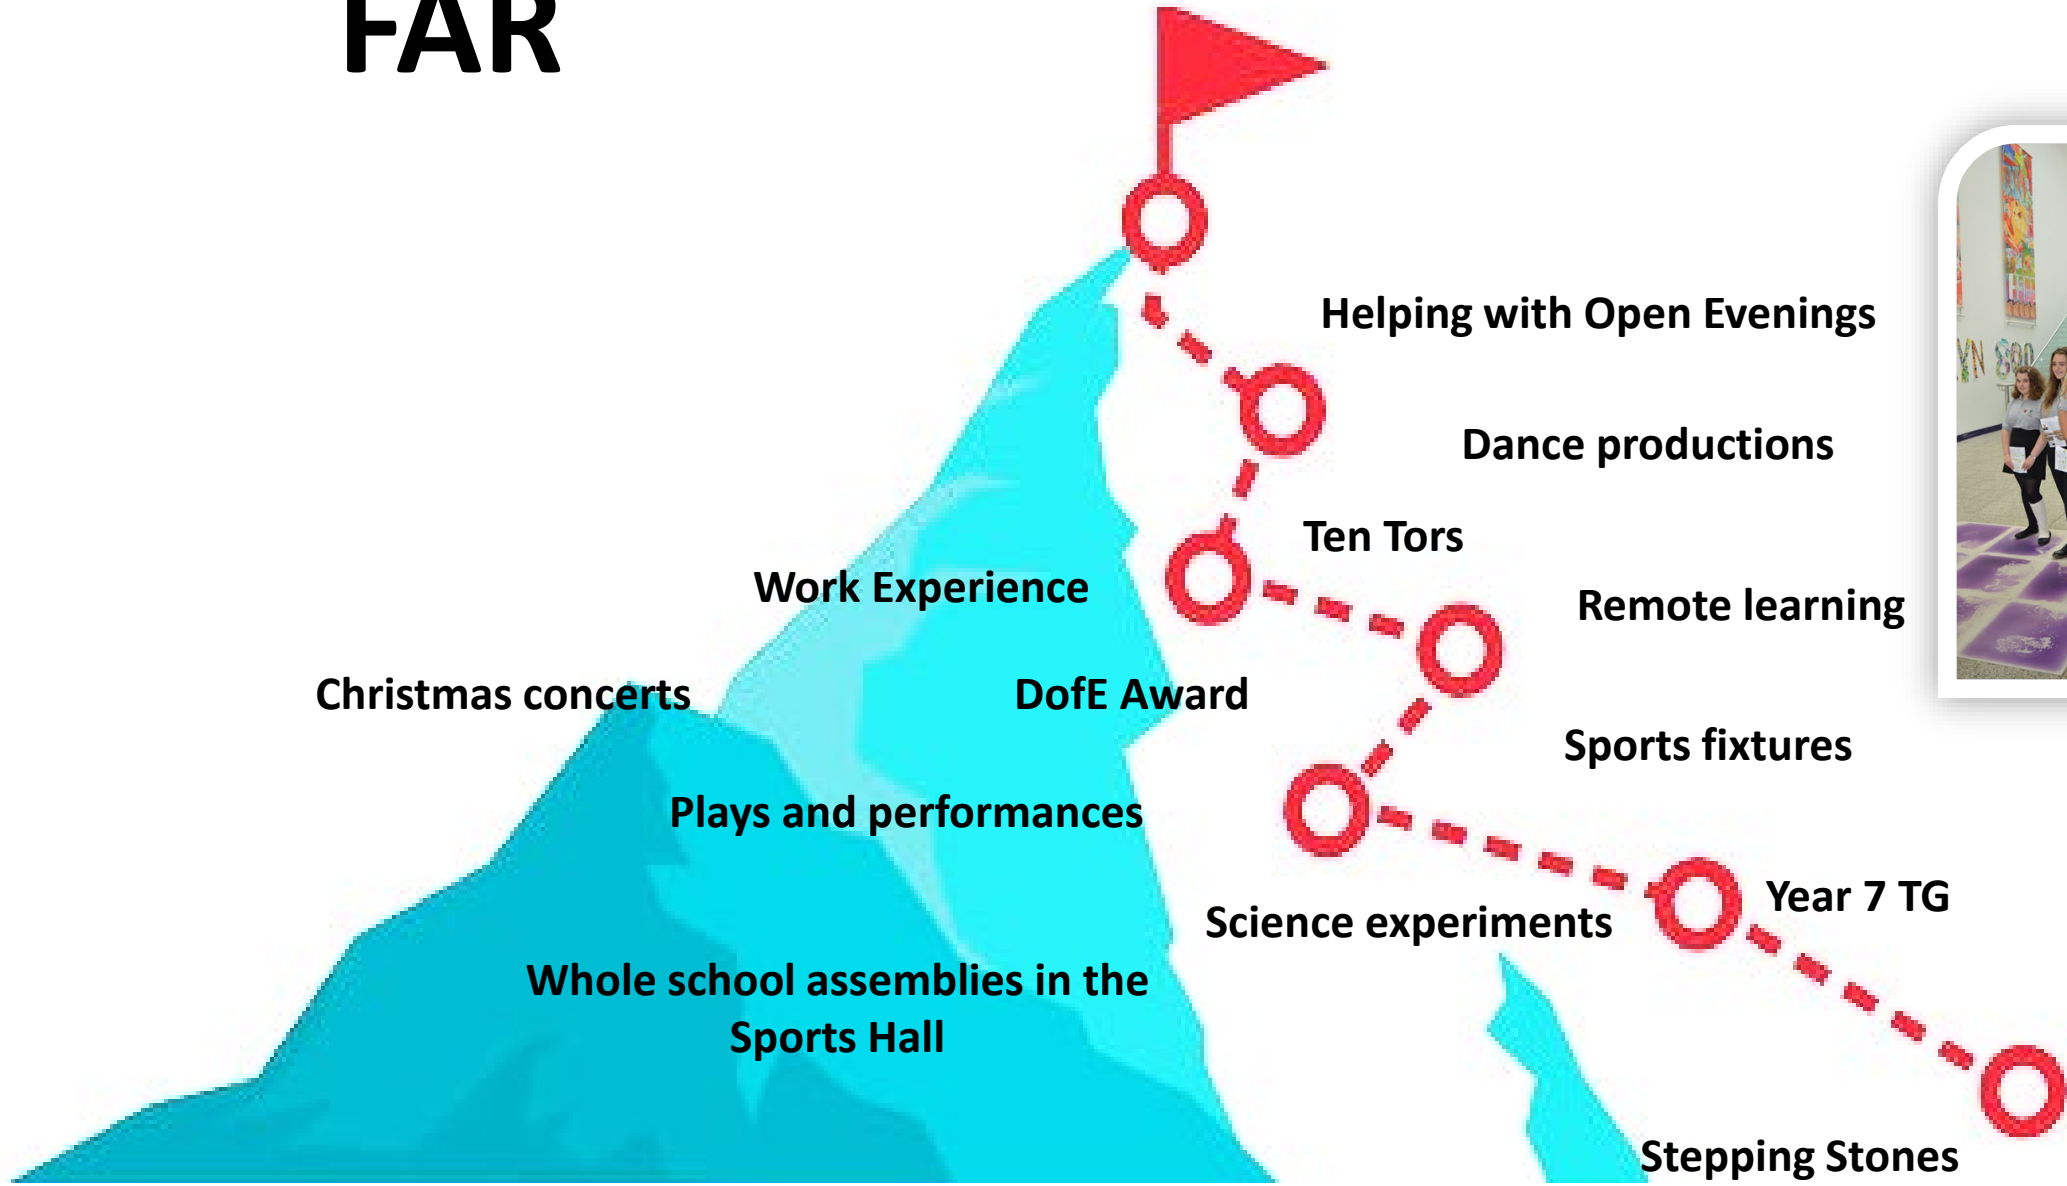 FAR
Helping with Open Evenings
Dance productions
Ten Tors
Work Experience
Remote learning
Christmas concerts
DofE Award
Sports fixtures
Plays and performances
Year 7 TG
Science experiments
Whole school assemblies in the
Sports Hall
Stepping Stones